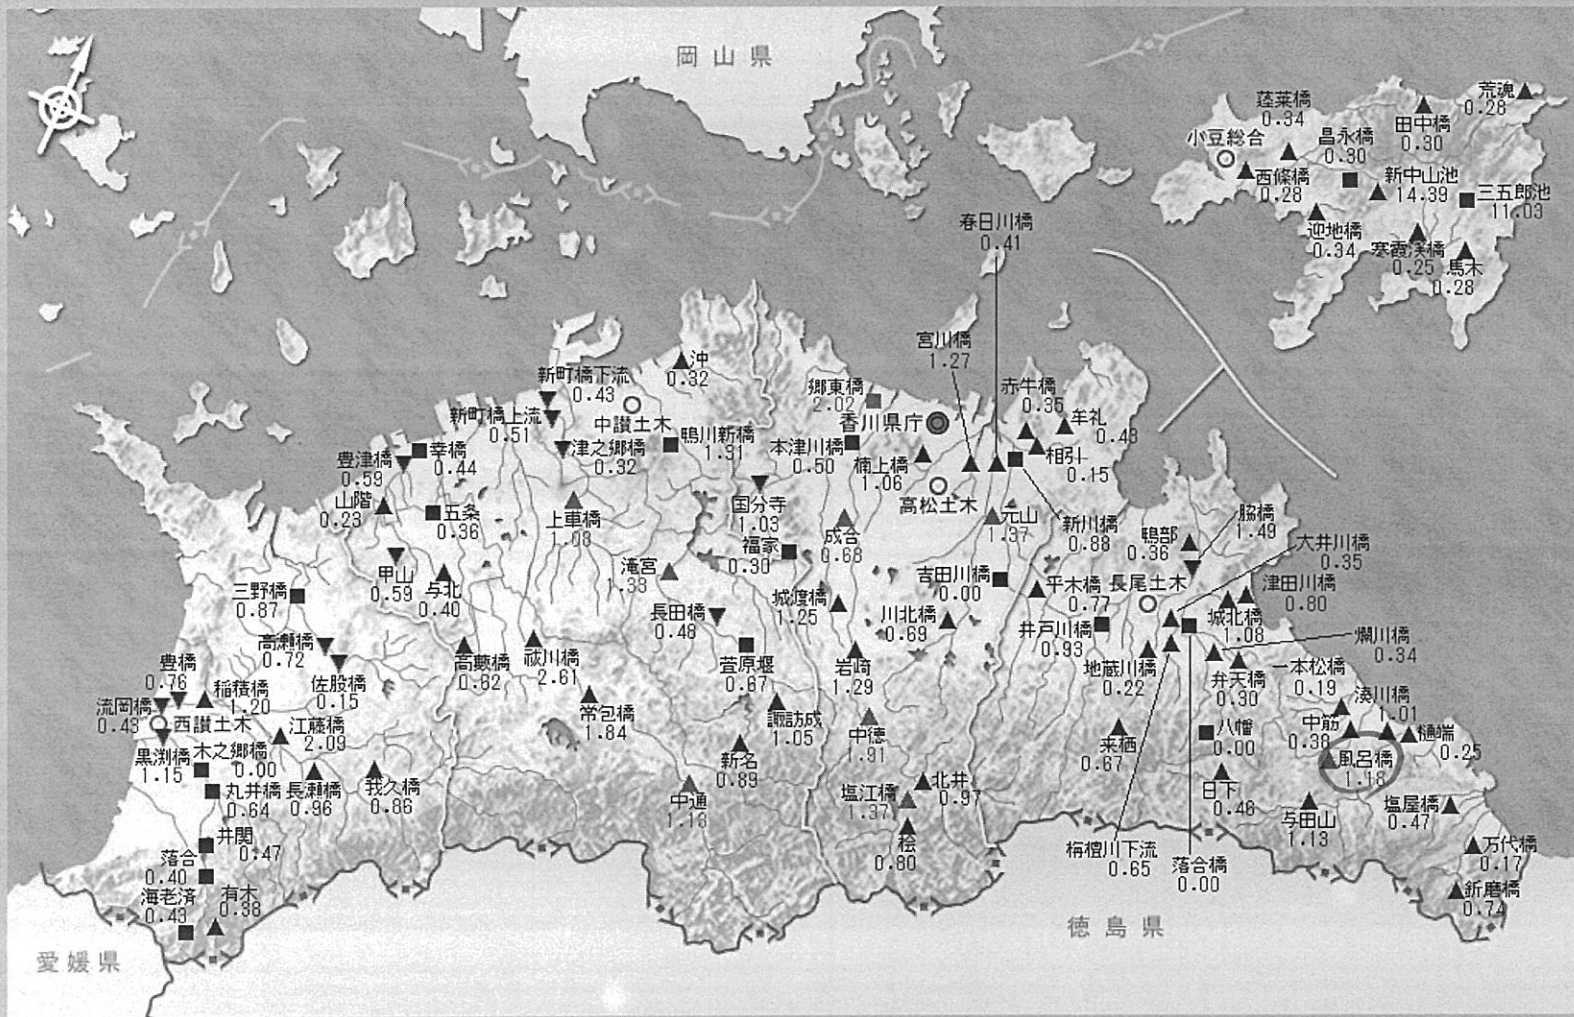 岡山県
蓬莱橋
0.34
小豆総合
西條橋
0.28
昌永橋
0.30
田中橋
0.30
荒魂
0.28
新中山池
14.39
三五郎池
11.03
迎地橋
0.34
寒霞渓橋
0.25
馬木
0.28
春日川橋
0.41
宮川橋
1.27
沖
0.32
新町橋下流
0.43
新町橋上流
0.51
中讃土木
津之郷橋
0.32
鴨川新橋
1.31
郷東橋
2.02
香川県庁
本津川橋
0.50
楠上橋
1.06
高松土木
赤牛橋
0.35
牟礼
0.48
相引
0.15
新川橋
0.88
元山
1.37
豊津橋
0.59
幸橋
0.44
山階
0.23
五条
0.36
上車橋
1.08
国分寺
1.03
福家
0.30
成合
0.68
鴨部
0.36
脇橋
1.49
大井川橋
0.35
津田川橋
0.80
長尾土木
城北橋
1.08
甲山
0.59
与北
0.40
滝宮
1.38
吉田川橋
0.00
平木橋
0.77
三野橋
0.87
長田橋
0.48
城渡橋
1.25
川北橋
0.69
井戸川橋
0.93
地蔵川橋
0.22
爛川橋
0.34
弁天橋
0.30
高瀬橋
0.72
佐股橋
0.15
高藪橋
0.62
祓川橋
2.61
萱原堰
0.67
岩崎
1.29
豊橋
0.76
稲積橋
1.20
流岡橋
0.43
西讃土木
江藤橋
2.09
常包橋
1.84
諏訪成
1.05
中徳
1.91
来栖
0.67
八幡
0.00
一本松橋
0.19
湊川橋
1.01
中筋
0.38
樋端
0.25
風呂橋
1.18
黒渕橋
1.15
木之郷橋
0.00
丸井橋
0.64
長瀬橋
0.96
我久橋
0.86
新名
0.89
中通
1.18
塩江橋
1.37
北井
0.97
日下
0.46
与田山
1.13
塩屋橋
0.47
井関
0.47
落合
0.40
桧
0.80
栴檀川下流
0.65
落合橋
0.00
万代橋
0.17
海老済
0.43
有木
0.38
新磨橋
0.74
愛媛県
徳島県